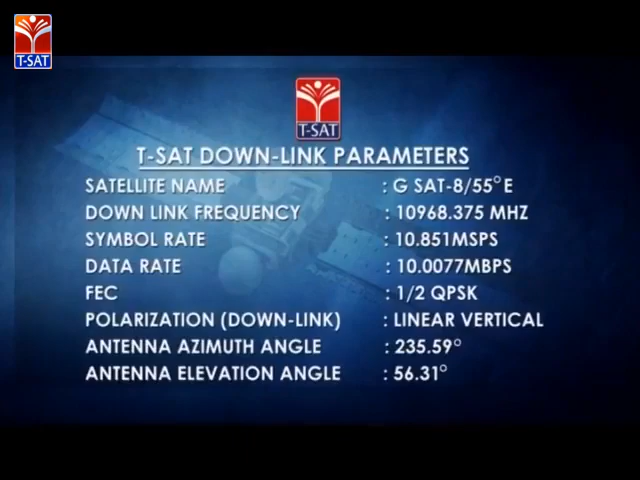 T-SAT
T-SAT
T-SAT DOWN-LINK PARAMETERS
SATELLITE NAME : G SAT-8/55° E
DOWN LINK FREQUENCY : 10968.375 MHZ
SYMBOL RATE : 10.851MSPS
DATA RATE : 10.0077MBPS
FEC : 1/2 QPSK
POLARIZATION (DOWN-LINK) : LINEAR VERTICAL
ANTENNA AZIMUTH ANGLE : 235.59°
ANTENNA ELEVATION ANGLE : 56.31°